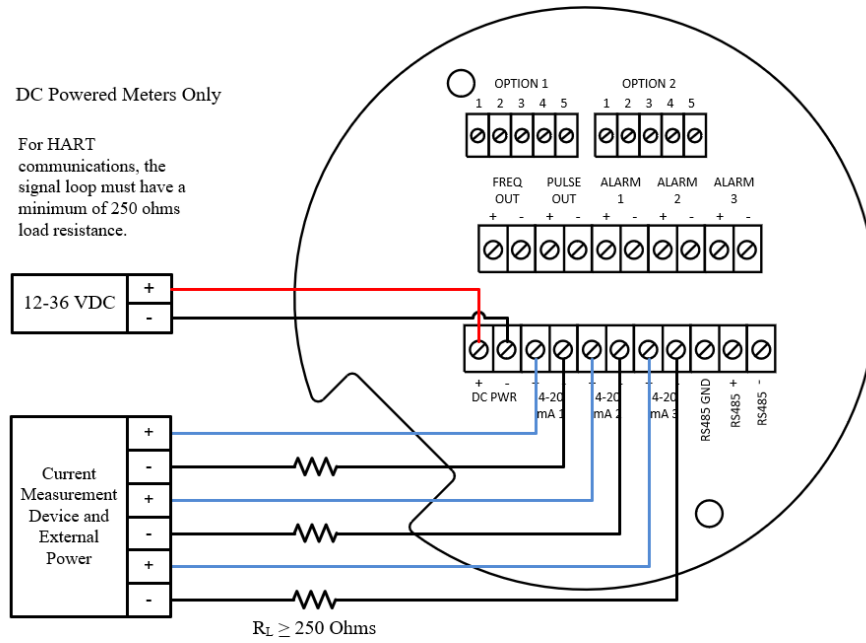 DC Powered Meters Only
For HART
communications, the
signal loop must have a
minimum of 250 ohms
load resistance.
OPTION 1
1 2 3 4 5
OPTION 2
1 2 3 4 5
FREQ
OUT
+ -
PULSE
OUT
+ -
ALARM
1
+ -
ALARM
2
+ -
ALARM
3
+ -
12-36 VDC
+
-
+ -
DC PWR
+ -
4-20
mA 1
+ -
4-20
mA 2
+ -
4-20
mA 3
RS485 GND
RS485 +
RS485 -
Current
Measurement
Device and
External
Power
+
-
+
-
+
-
RL ≥ 250 Ohms